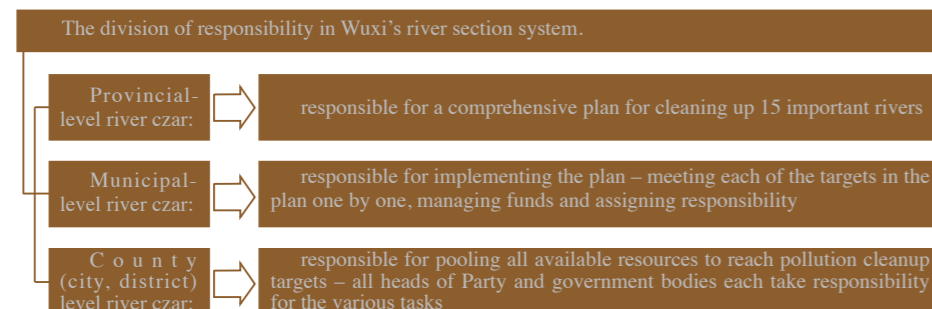 The division of responsibility in Wuxi’s river section system.
Provincial-
level river czar:
responsible for a comprehensive plan for cleaning up 15 important rivers
Municipal-
level river czar:
responsible for implementing the plan – meeting each of the targets in the
plan one by one, managing funds and assigning responsibility
County
(city, district)
level river czar:
responsible for pooling all available resources to reach pollution cleanup
targets – all heads of Party and government bodies each take responsibility
for the various tasks